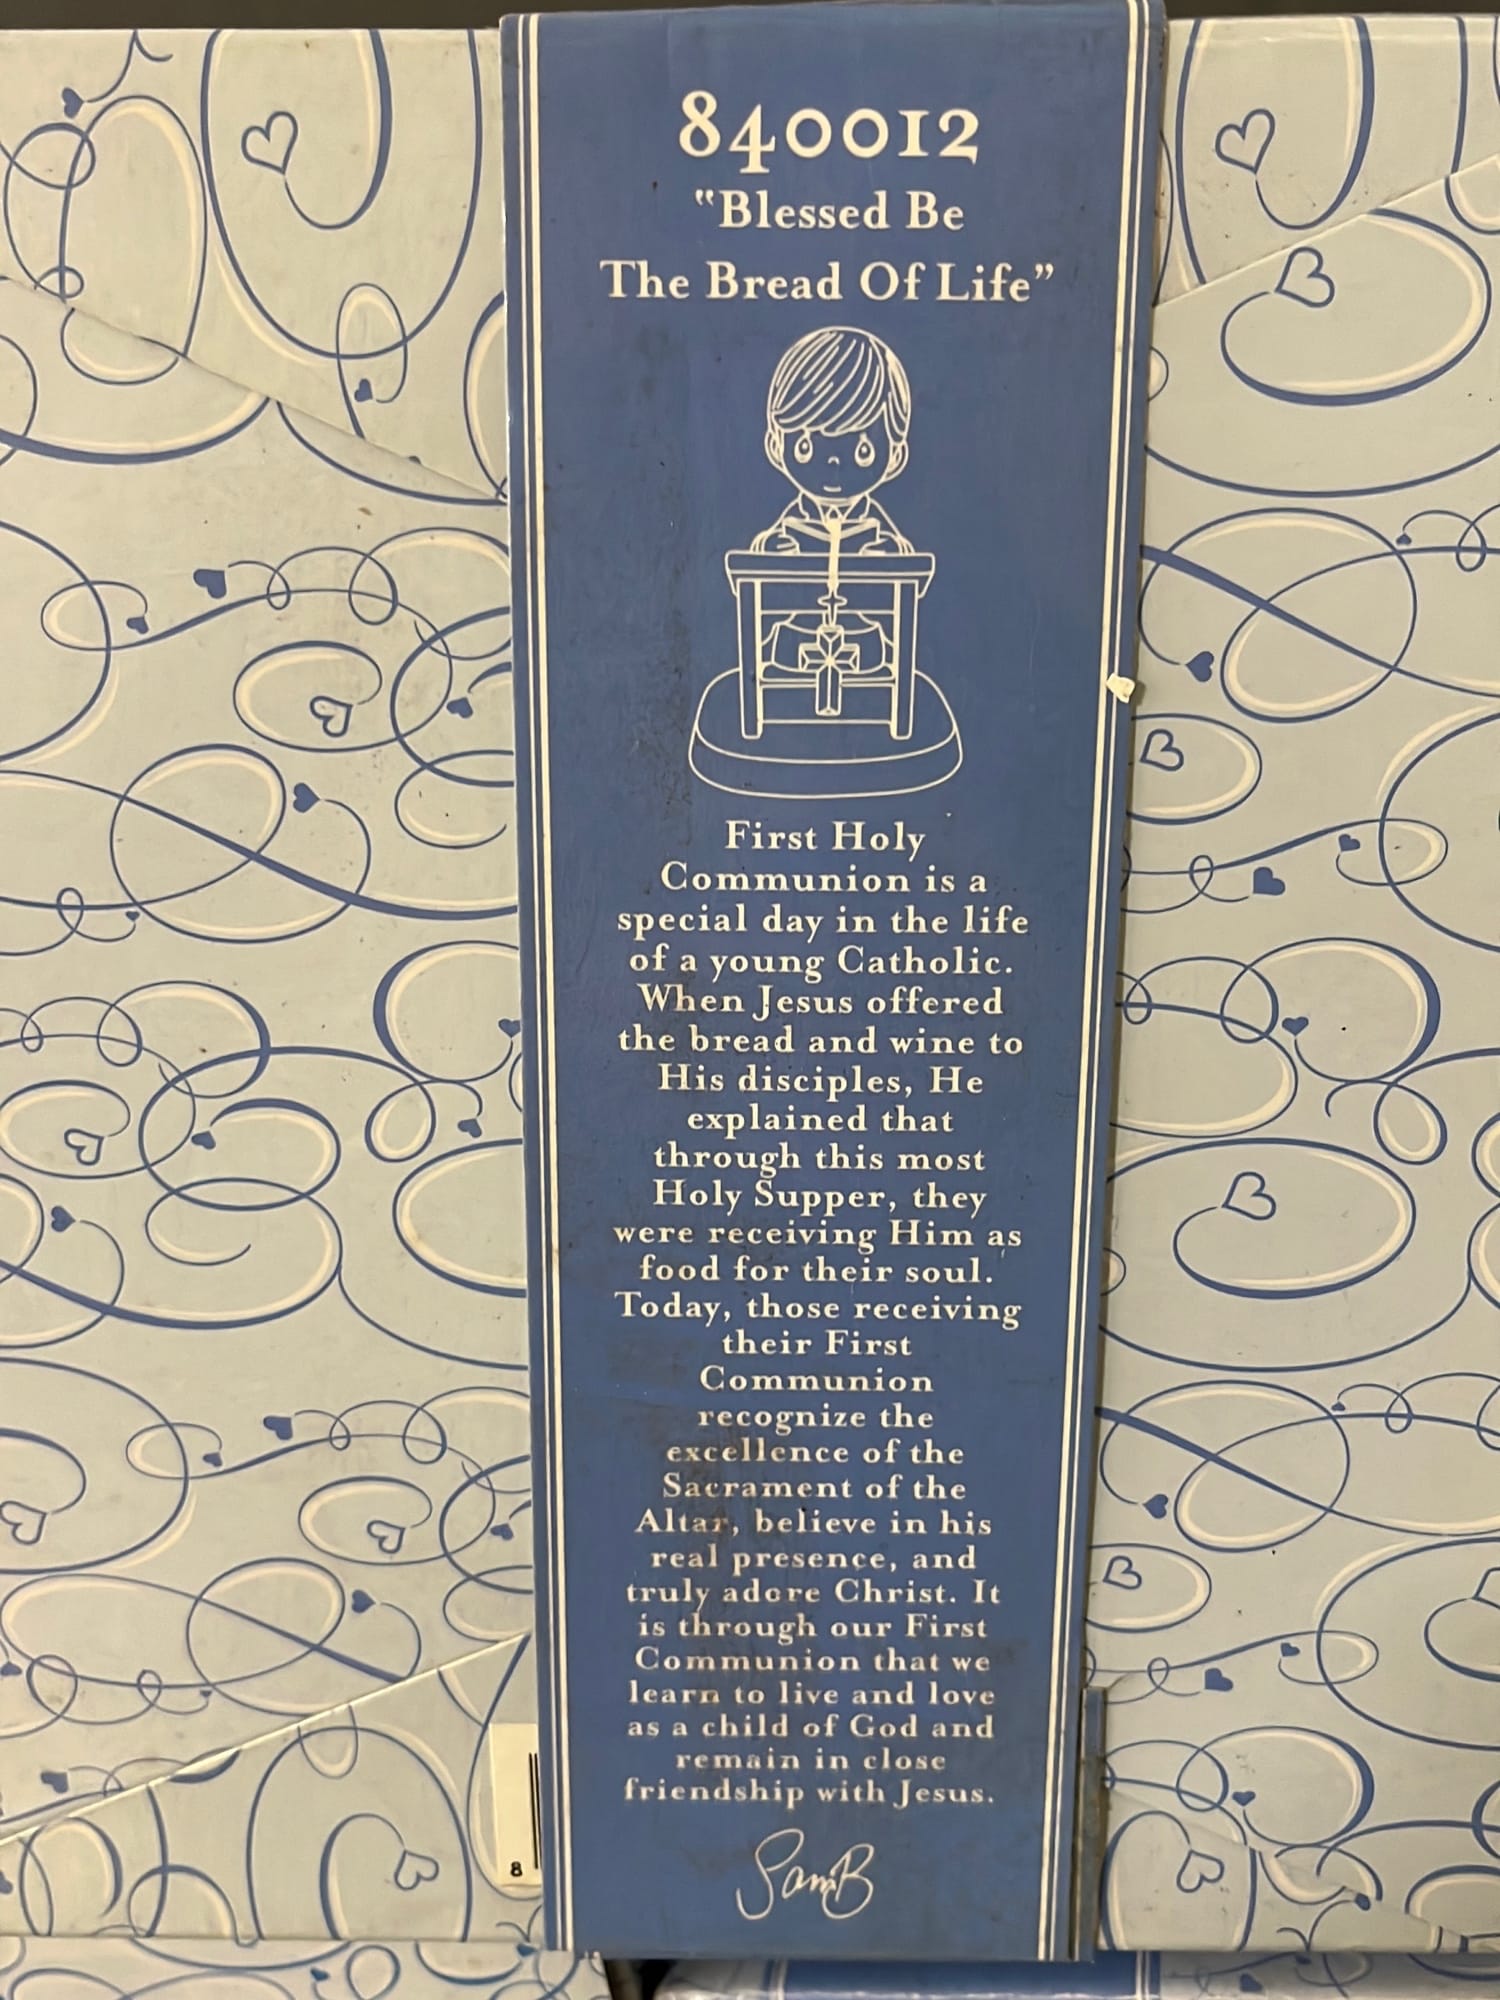 840012
"Blessed Be
The Bread Of Life"
First Holy
Communion is a
special day in the life
of a young Catholic.
When Jesus offered
the bread and wine to
His disciples, He
explained that
through this most
Holy Supper, they
were receiving Him as
food for their soul.
Today, those receiving
their First
Communion
recognize the
excellence of the
Sacrament of the
Altar, believe in his
real presence, and
truly adore Christ. It
is through our First
Communion that we
learn to live and love
as a child of God and
remain in close
friendship with Jesus.
SamB
8